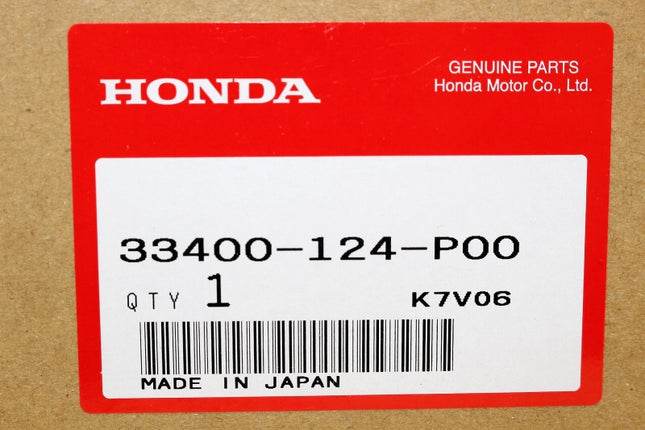 HONDA
GENUINE PARTS
Honda Motor Co., Ltd.
33400-124-P00
QTY 1 K7V06
MADE IN JAPAN